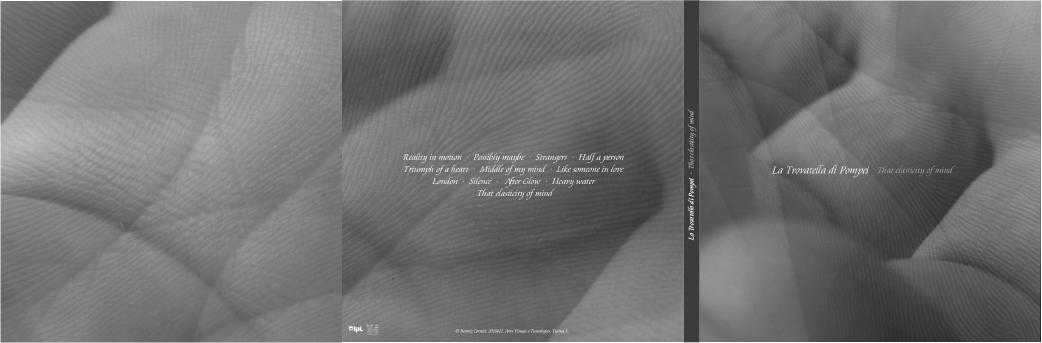 Reality in motion · Possibly maybe · Strangers · Half a person
Triumph of a heart · Middle of my mind · Like someone in love
London · Silence · After Glow · Heavy water
That elasticity of mind
ipL
La Trovatella di Pompei - That elasticity of mind
La Trovatella di Pompei That elasticity of mind